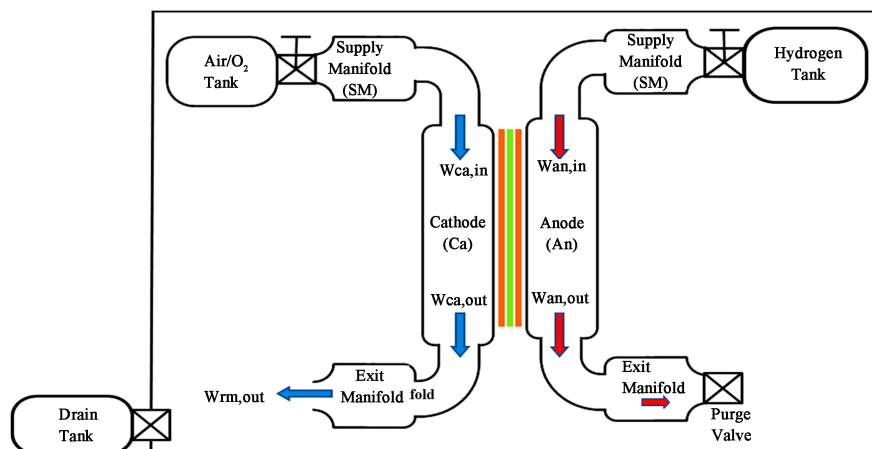 Air/O2
Tank
Supply
Manifold
(SM)
Supply
Manifold
(SM)
Hydrogen
Tank
Wca,in
Wan,in
Cathode
(Ca)
Anode
(An)
Wca,out
Wan,out
Exit
Manifold fold
Wrm,out
Exit
Manifold
Purge
Valve
Drain
Tank